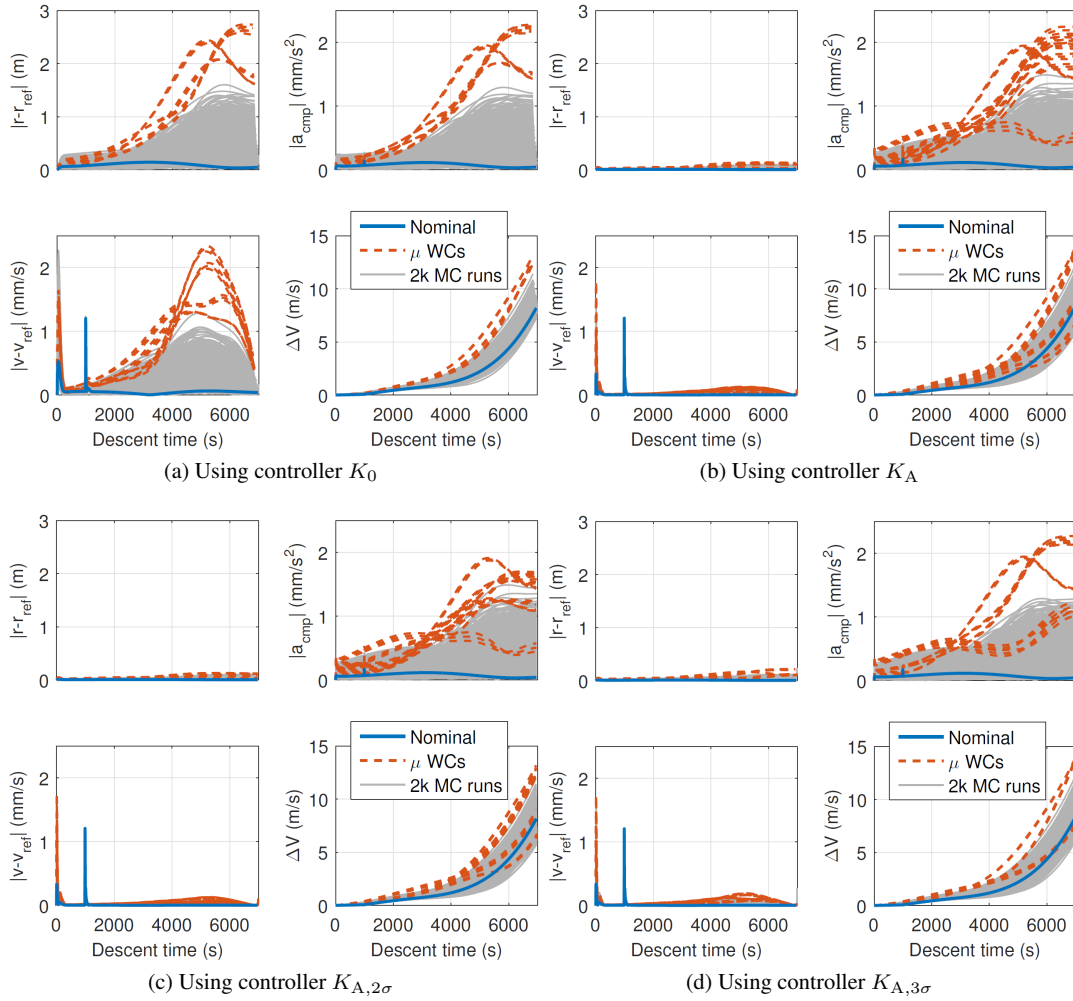 |r-r_ref| (m)
3
2
1
0
|a_cmp| (mm/s²)
2
1
0
0 2000 4000 6000
|v-v_ref| (mm/s)
2
1
0
0 2000 4000 6000
Descent time (s)
ΔV (m/s)
15
10
5
0
0 2000 4000 6000
Descent time (s)
Nominal
μ WCs
2k MC runs
(a) Using controller K_0
|r-r_ref| (m)
3
2
1
0
|a_cmp| (mm/s²)
2
1
0
|v-v_ref| (mm/s)
2
1
0
0 2000 4000 6000
Descent time (s)
ΔV (m/s)
15
10
5
0
0 2000 4000 6000
Descent time (s)
Nominal
μ WCs
2k MC runs
(b) Using controller K_A
|r-r_ref| (m)
3
2
1
0
|a_cmp| (mm/s²)
2
1
0
|v-v_ref| (mm/s)
2
1
0
0 2000 4000 6000
Descent time (s)
ΔV (m/s)
15
10
5
0
0 2000 4000 6000
Descent time (s)
Nominal
μ WCs
2k MC runs
(c) Using controller K_A,2σ
|r-r_ref| (m)
3
2
1
0
|a_cmp| (mm/s²)
2
1
0
|v-v_ref| (mm/s)
2
1
0
0 2000 4000 6000
Descent time (s)
ΔV (m/s)
15
10
5
0
0 2000 4000 6000
Descent time (s)
Nominal
μ WCs
2k MC runs
(d) Using controller K_A,3σ